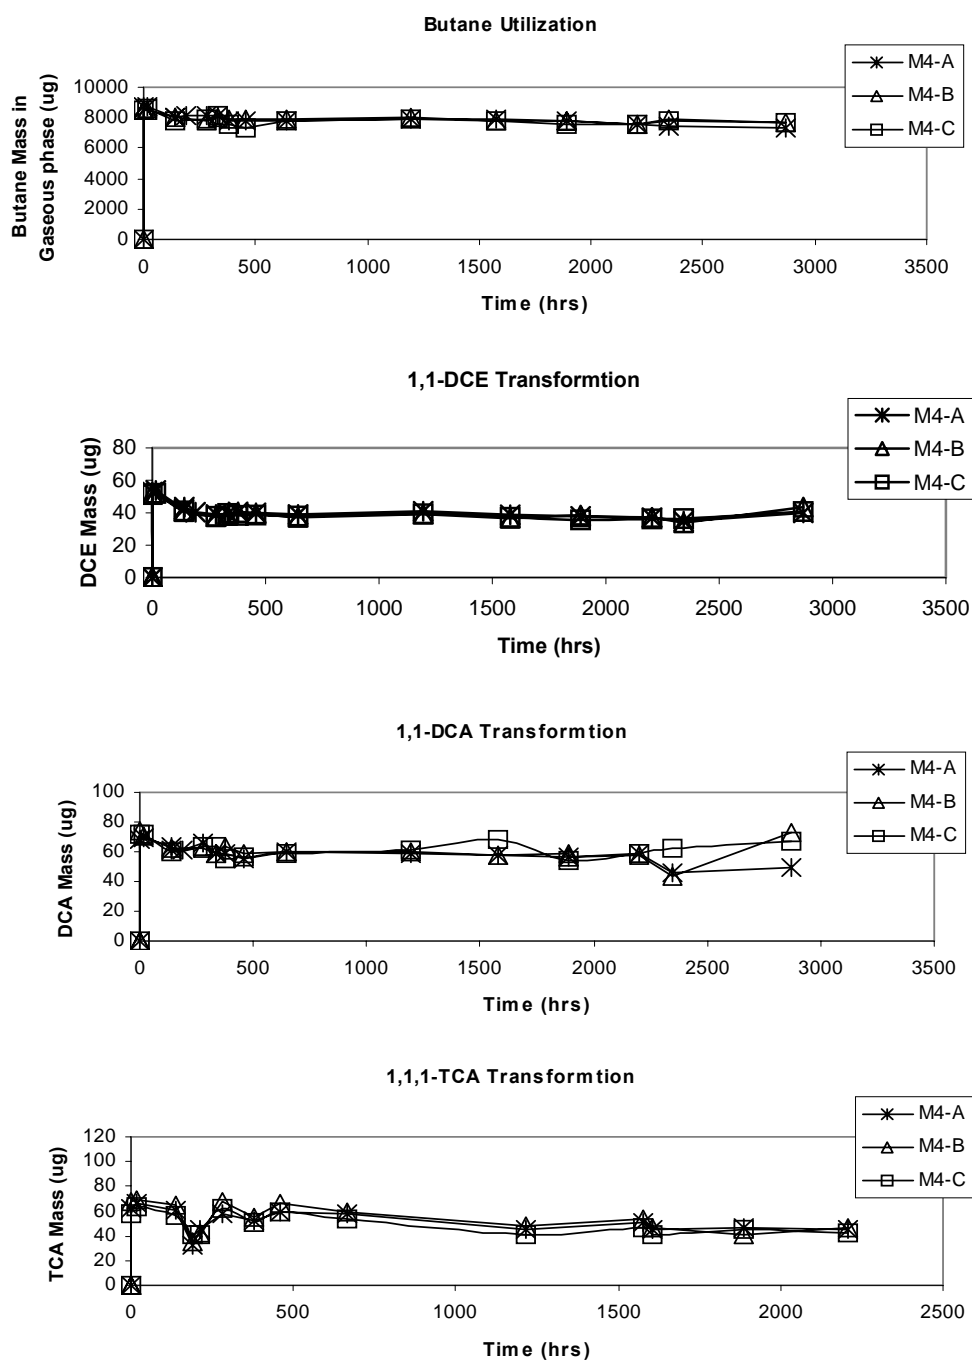 Butane Utilization
M4-A
M4-B
M4-C
Butane Mass in
Gaseous phase (ug)
10000
8000
6000
4000
2000
0
0 500 1000 1500 2000 2500 3000 3500
Time (hrs)
1,1-DCE Transformtion
M4-A
M4-B
M4-C
DCE Mass (ug)
80
60
40
20
0
0 500 1000 1500 2000 2500 3000 3500
Time (hrs)
1,1-DCA Transformtion
M4-A
M4-B
M4-C
DCA Mass (ug)
100
80
60
40
20
0
0 500 1000 1500 2000 2500 3000 3500
Time (hrs)
1,1,1-TCA Transformtion
M4-A
M4-B
M4-C
TCA Mass (ug)
120
100
80
60
40
20
0
0 500 1000 1500 2000 2500
Time (hrs)